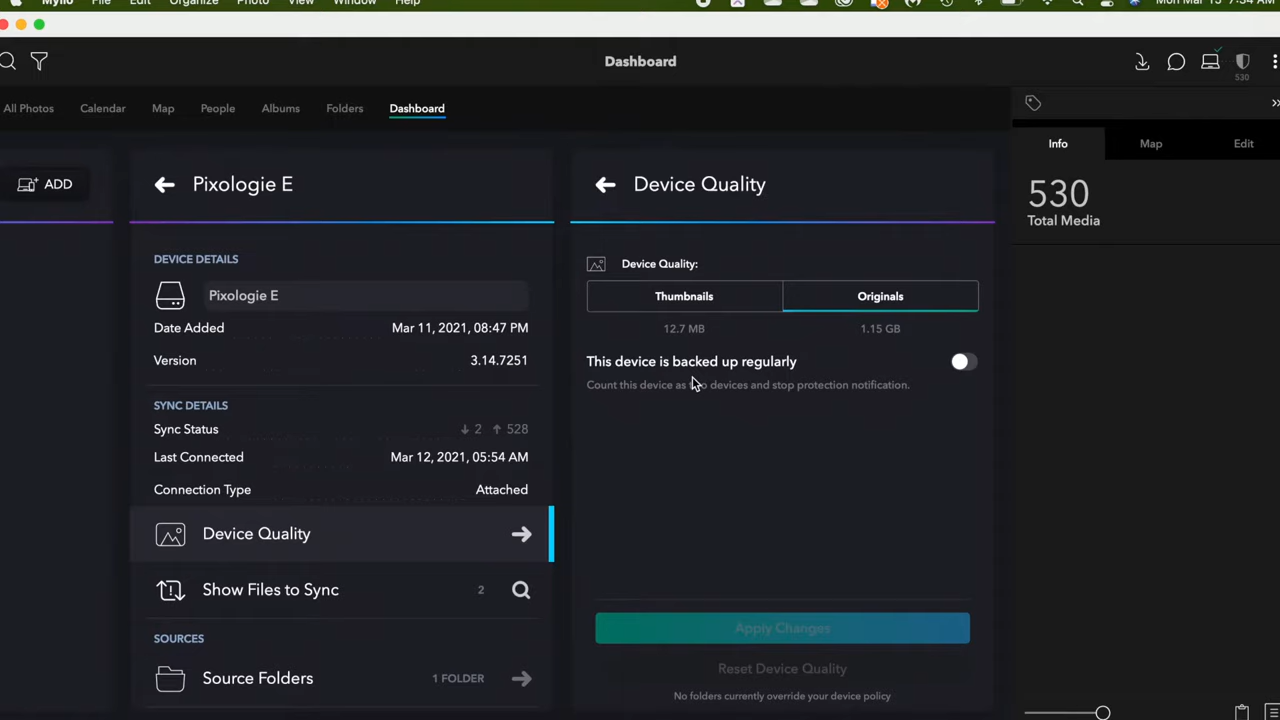 Mylio File Edit Organize Photo View Window Help
Dashboard
530
All Photos Calendar Map People Albums Folders Dashboard
Info Map Edit
ADD
Pixologie E
Device Quality
530
Total Media
DEVICE DETAILS
Device Quality:
Pixologie E
Thumbnails Originals
Date Added Mar 11, 2021, 08:47 PM
12.7 MB 1.15 GB
Version 3.14.7251
This device is backed up regularly
Count this device as devices and stop protection notification.
SYNC DETAILS
Sync Status 2 528
Last Connected Mar 12, 2021, 05:54 AM
Connection Type Attached
Device Quality
Show Files to Sync 2
Apply Changes
SOURCES
Reset Device Quality
Source Folders 1 FOLDER
No folders currently override your device policy